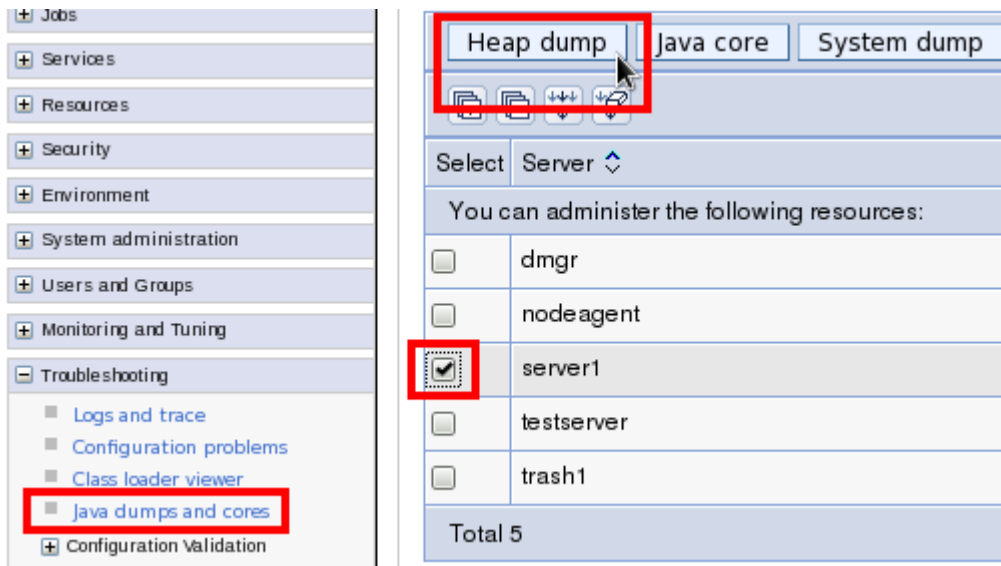 Jobs
Services
Resources
Security
Environment
System administration
Users and Groups
Monitoring and Tuning
Troubleshooting
Logs and trace
Configuration problems
Class loader viewer
Java dumps and cores
Configuration Validation
Heap dump Java core System dump
Select Server
You can administer the following resources:
dmgr
nodeagent
server1
testserver
trash1
Total 5